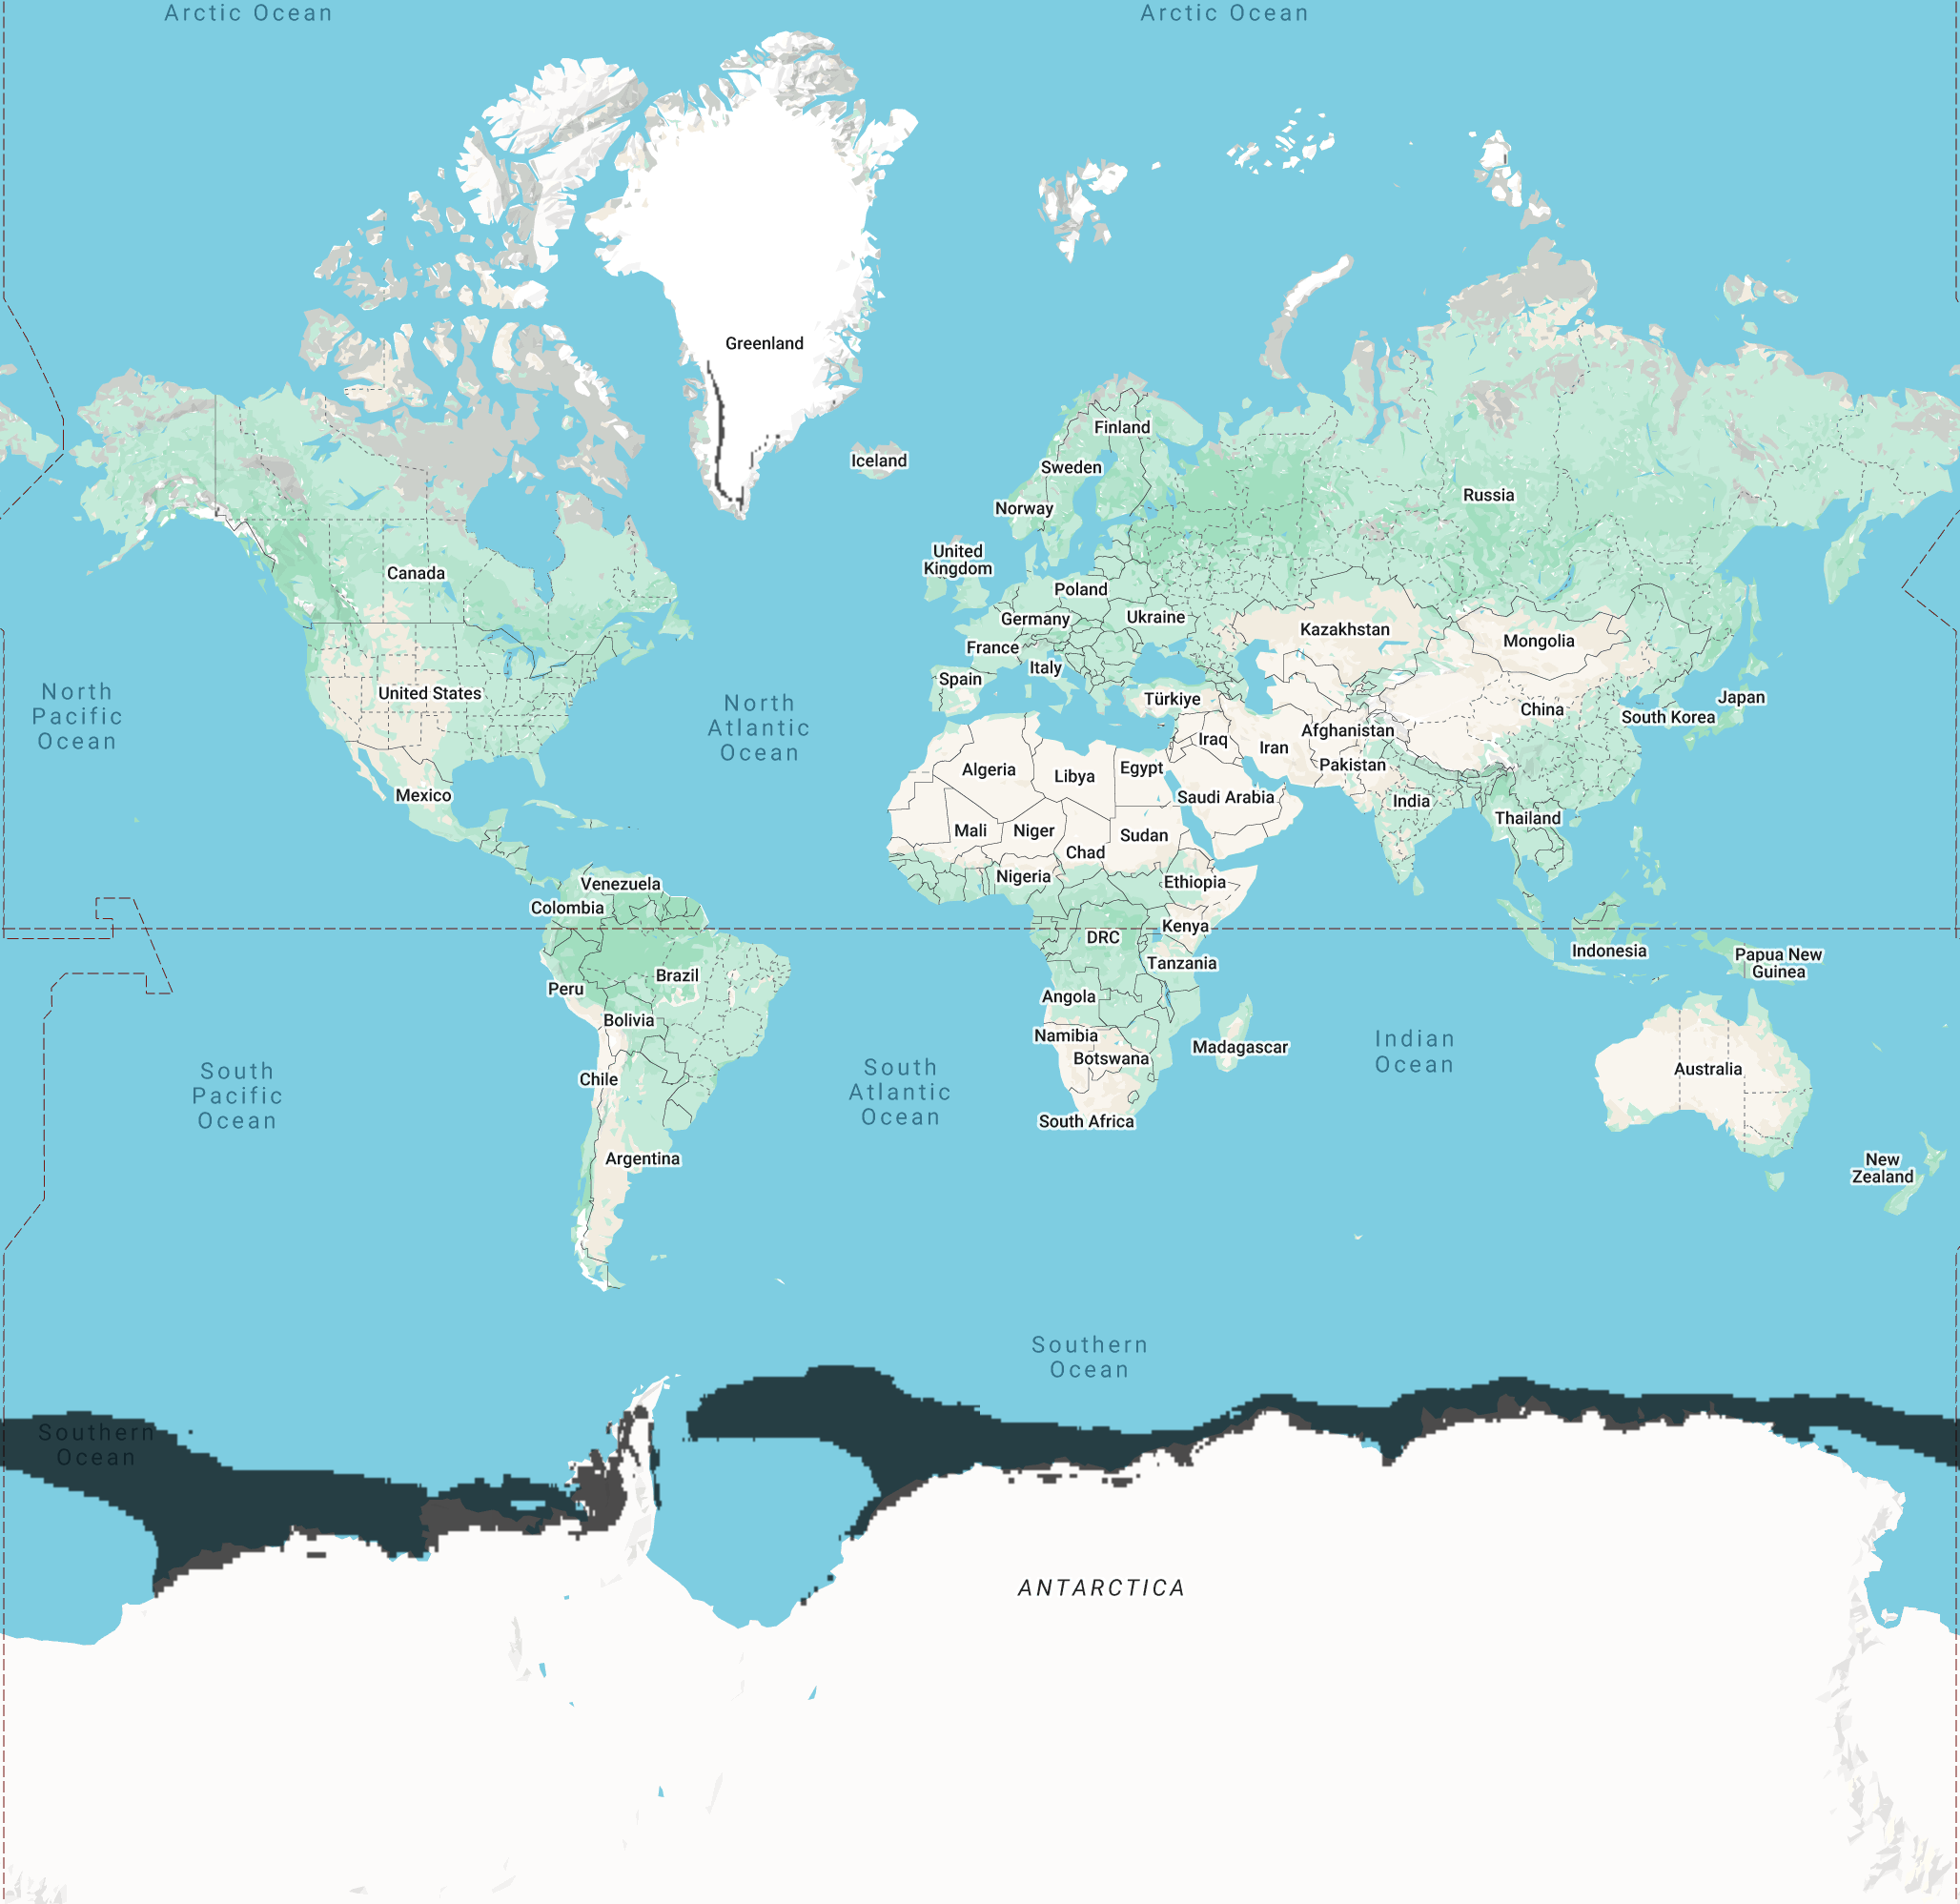 Arctic Ocean
Arctic Ocean
Greenland
Iceland
Finland
Sweden
Norway
Russia
United
Kingdom
Canada
Poland
Germany
Ukraine
France
Italy
Kazakhstan
Mongolia
Spain
United States
Türkiye
China
Japan
South Korea
North
Pacific
Ocean
North
Atlantic
Ocean
Iraq
Iran
Afghanistan
Pakistan
Algeria
Libya
Egypt
Saudi Arabia
India
Mexico
Mali
Niger
Sudan
Chad
Thailand
Nigeria
Ethiopia
Venezuela
Colombia
DRC
Kenya
Indonesia
Papua New
Guinea
Tanzania
Brazil
Peru
Angola
Bolivia
Namibia
Botswana
Madagascar
Indian
Ocean
Australia
South
Pacific
Ocean
Chile
South
Atlantic
Ocean
South Africa
Argentina
New
Zealand
Southern
Ocean
Southern
Ocean
ANTARCTICA